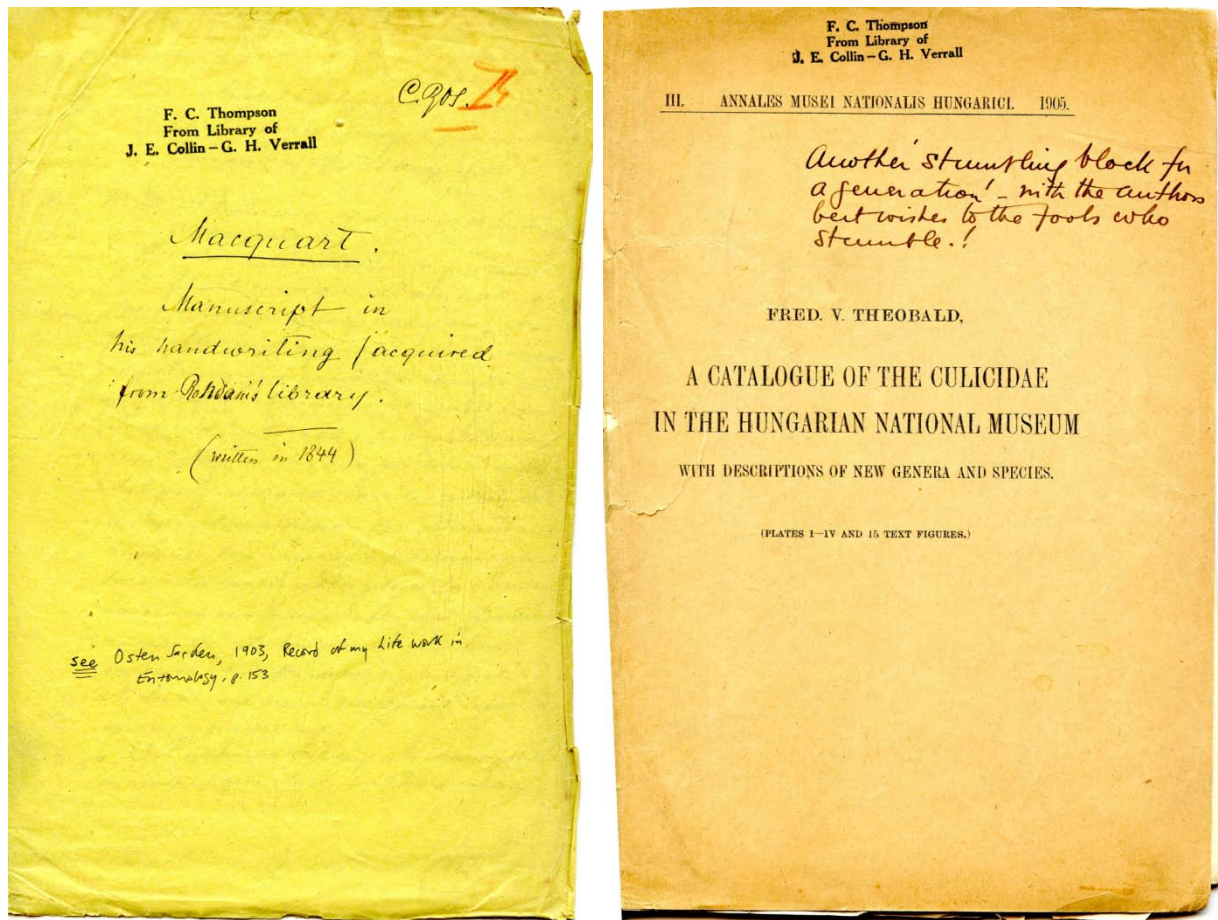 C.90s.
F. C. Thompson
From Library of
J. E. Collin – G. H. Verrall
Macquart.
Manuscript in
his handwriting (acquired
from Rondani's library.
(written in 1844)
see Osten Sacken, 1903, Record of my Life work in
Entomology, p. 153
F. C. Thompson
From Library of
J. E. Collin – G. H. Verrall
III. ANNALES MUSEI NATIONALIS HUNGARICI. 1905.
Another stumbling block for
a generation! – with the authors
best wishes to the fools who
stumble.!
FRED. V. THEOBALD,
A CATALOGUE OF THE CULICIDAE
IN THE HUNGARIAN NATIONAL MUSEUM
WITH DESCRIPTIONS OF NEW GENERA AND SPECIES.
(PLATES I–IV AND 15 TEXT FIGURES.)